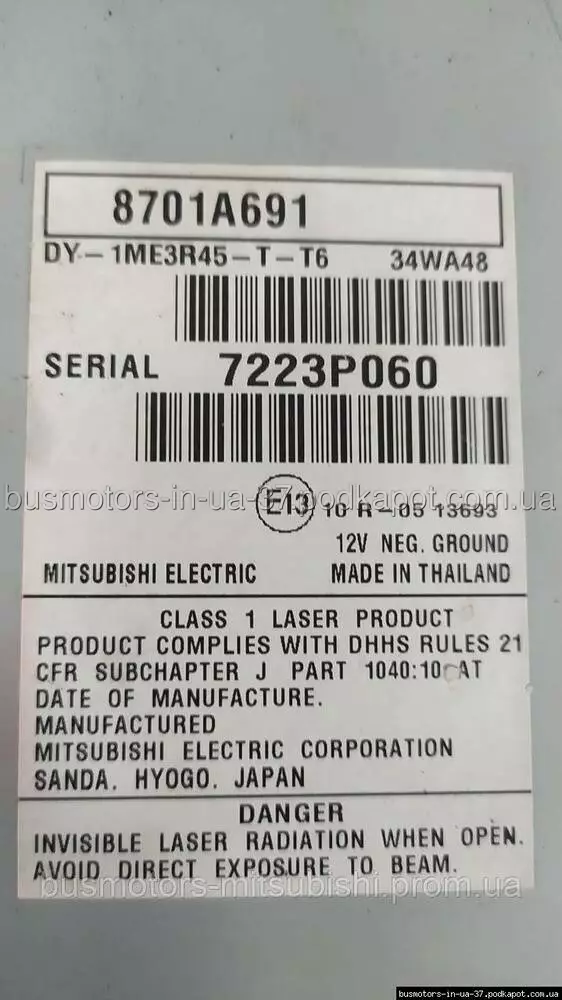 8701A691
DY-1ME3R45-T-T6 34WA48
SERIAL 7223P060
busmotors-in-ua-37.podkapot.com.ua
E13 10 R-05 13693
12V NEG. GROUND
MITSUBISHI ELECTRIC MADE IN THAILAND
CLASS 1 LASER PRODUCT
PRODUCT COMPLIES WITH DHHS RULES 21
CFR SUBCHAPTER J PART 1040:10 AT
DATE OF MANUFACTURE.
MANUFACTURED
MITSUBISHI ELECTRIC CORPORATION
SANDA. HYOGO. JAPAN
DANGER
INVISIBLE LASER RADIATION WHEN OPEN.
AVOID DIRECT EXPOSURE TO BEAM.
busmotors-mitsubishi.prom.ua
busmotors-in-ua-37.podkapot.com.ua